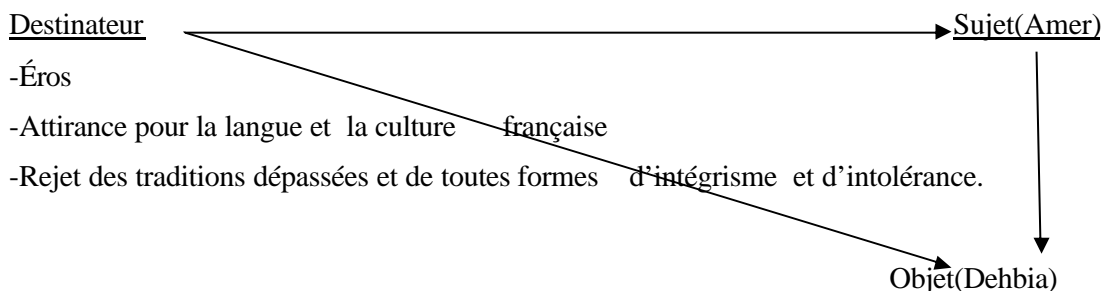 Destinateur Sujet(Amer)
-Éros
-Attirance pour la langue et la culture française
-Rejet des traditions dépassées et de toutes formes d’intégrisme et d’intolérance.
Objet(Dehbia)